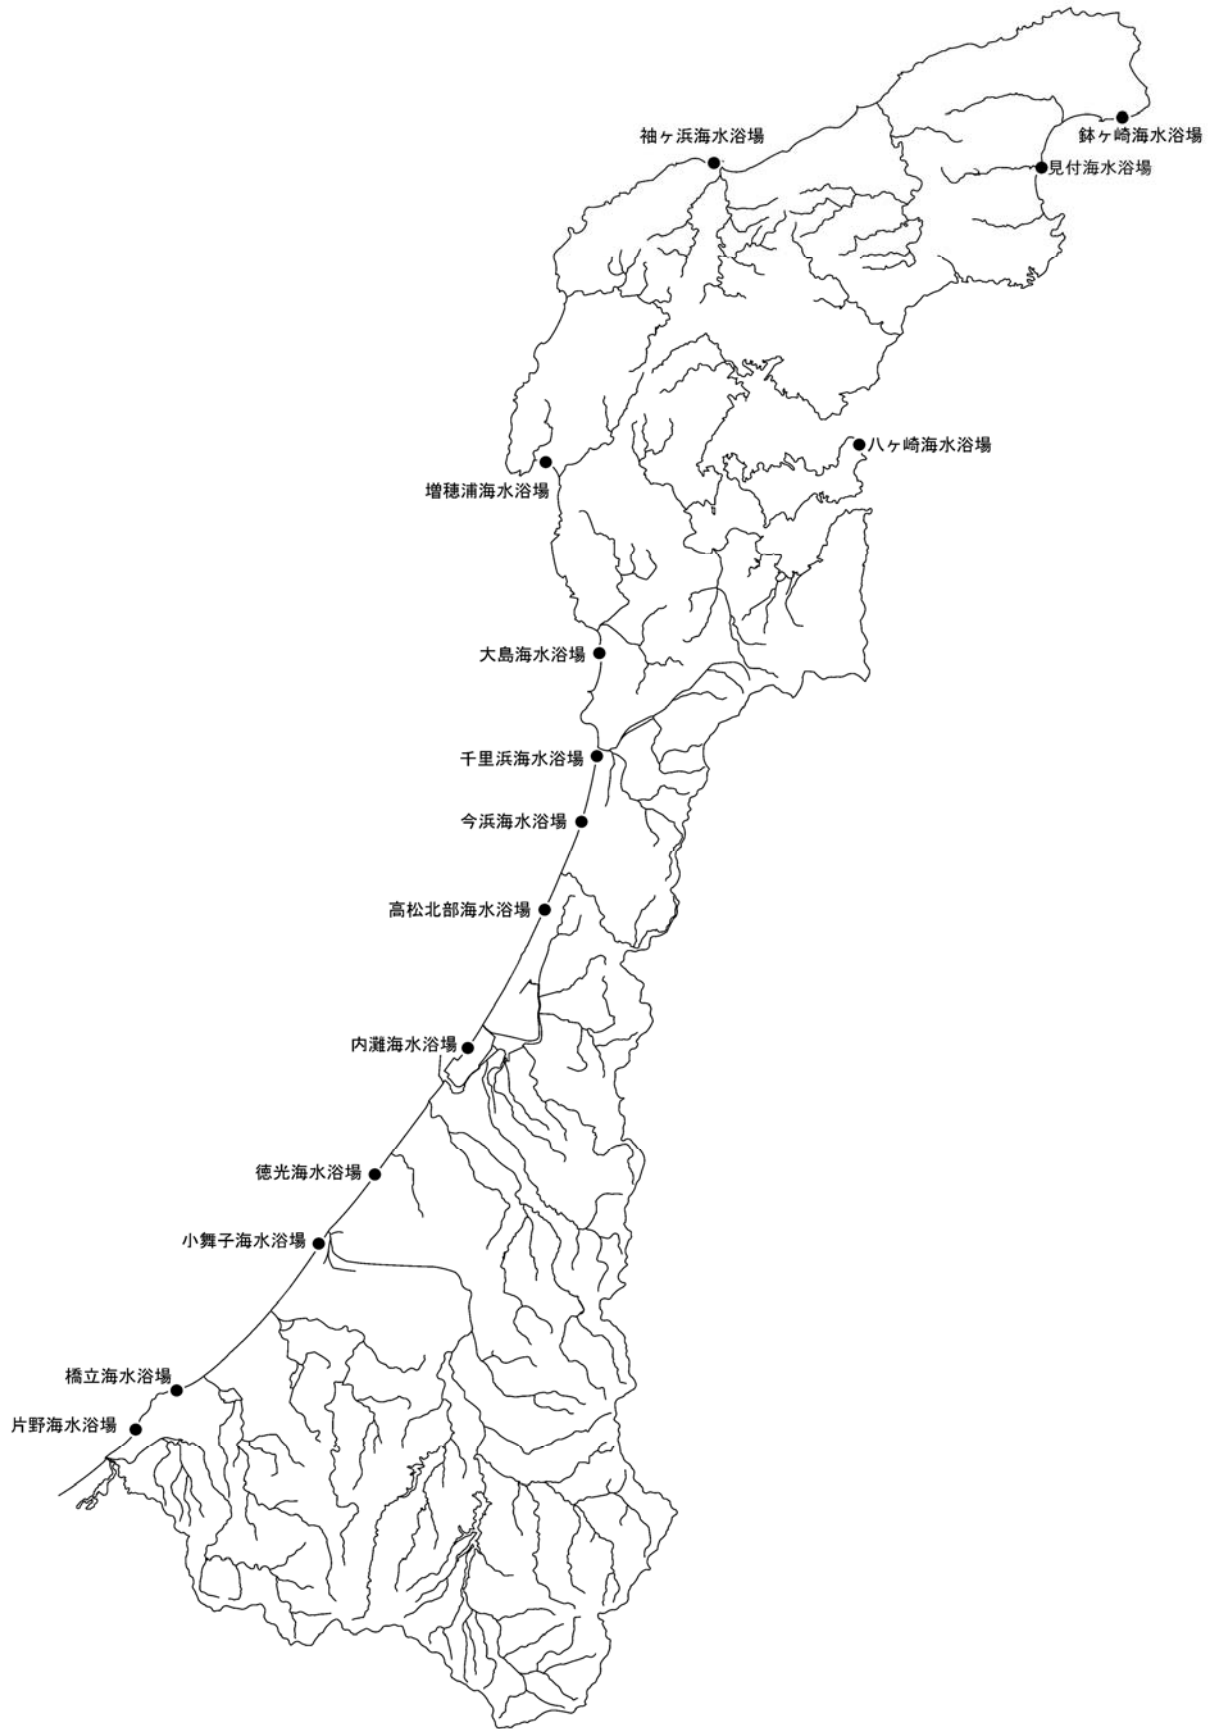 袖ヶ浜海水浴場
鉢ヶ崎海水浴場
見付海水浴場
八ヶ崎海水浴場
増穂浦海水浴場
大島海水浴場
千里浜海水浴場
今浜海水浴場
高松北部海水浴場
内灘海水浴場
徳光海水浴場
小舞子海水浴場
橋立海水浴場
片野海水浴場